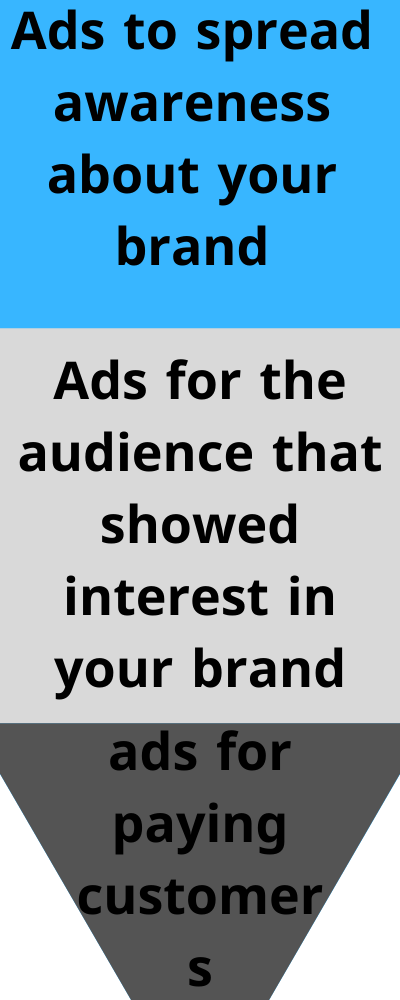 Ads to spread
awareness
about your
brand
Ads for the
audience that
showed
interest in
your brand
ads for
paying
customer
s